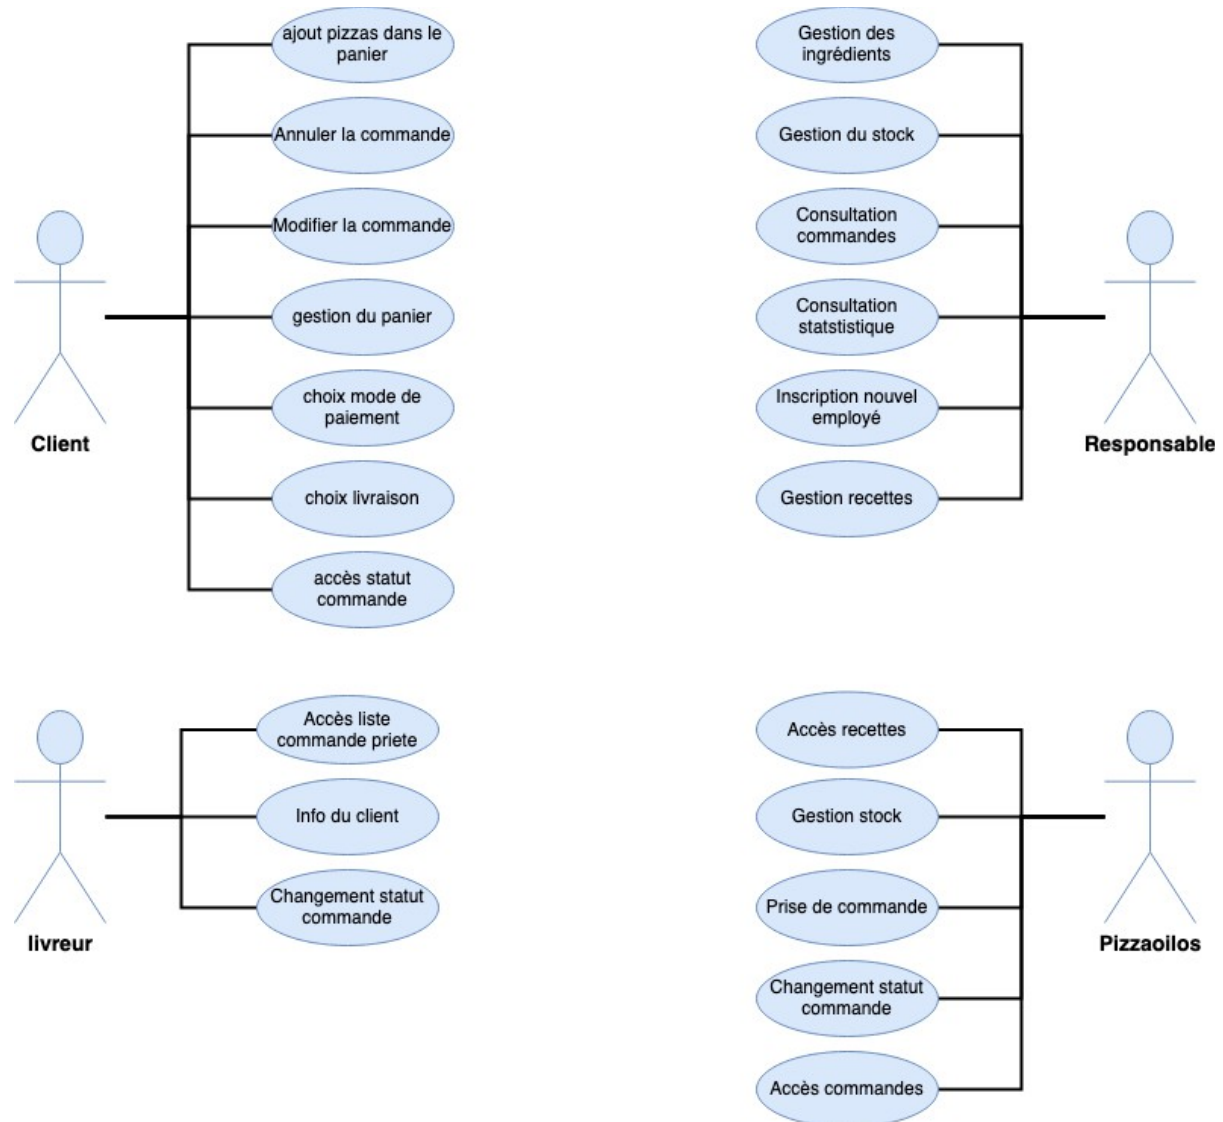 ajout pizzas dans le
panier
Annuler la commande
Modifier la commande
gestion du panier
choix mode de
paiement
choix livraison
accès statut
commande
Client
Gestion des
ingrédients
Gestion du stock
Consultation
commandes
Consultation
statstistique
Inscription nouvel
employé
Gestion recettes
Responsable
Accès liste
commande priete
Info du client
Changement statut
commande
livreur
Accès recettes
Gestion stock
Prise de commande
Changement statut
commande
Accès commandes
Pizzaoilos